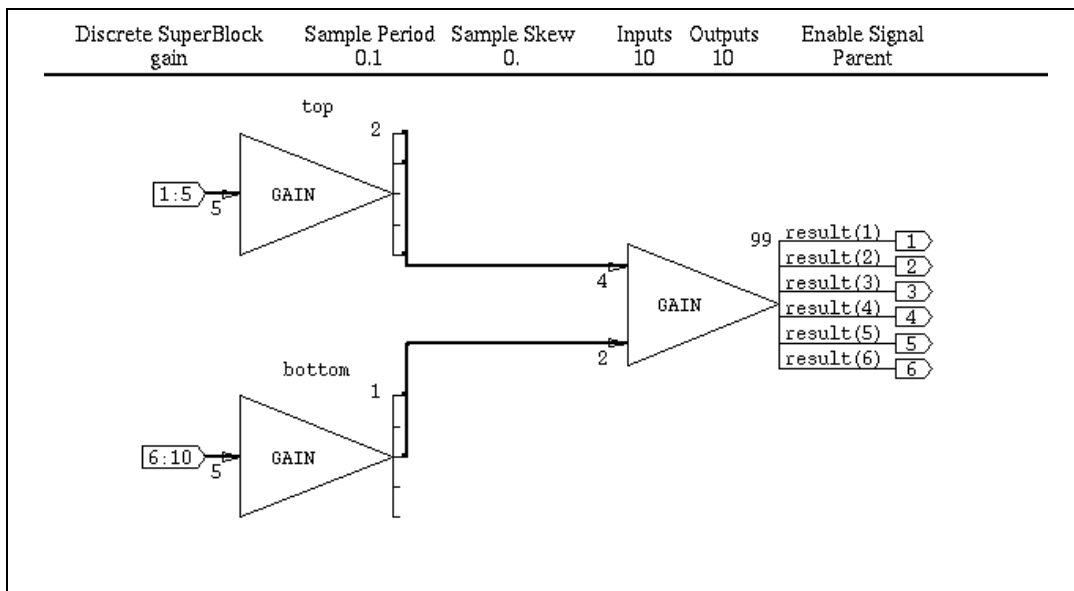 Discrete SuperBlock Sample Period Sample Skew Inputs Outputs Enable Signal
gain 0.1 0. 10 10 Parent
top
2
1:5
5
GAIN
99
result(1) 1
result(2) 2
result(3) 3
result(4) 4
result(5) 5
result(6) 6
4
GAIN
2
bottom
1
6:10
5
GAIN